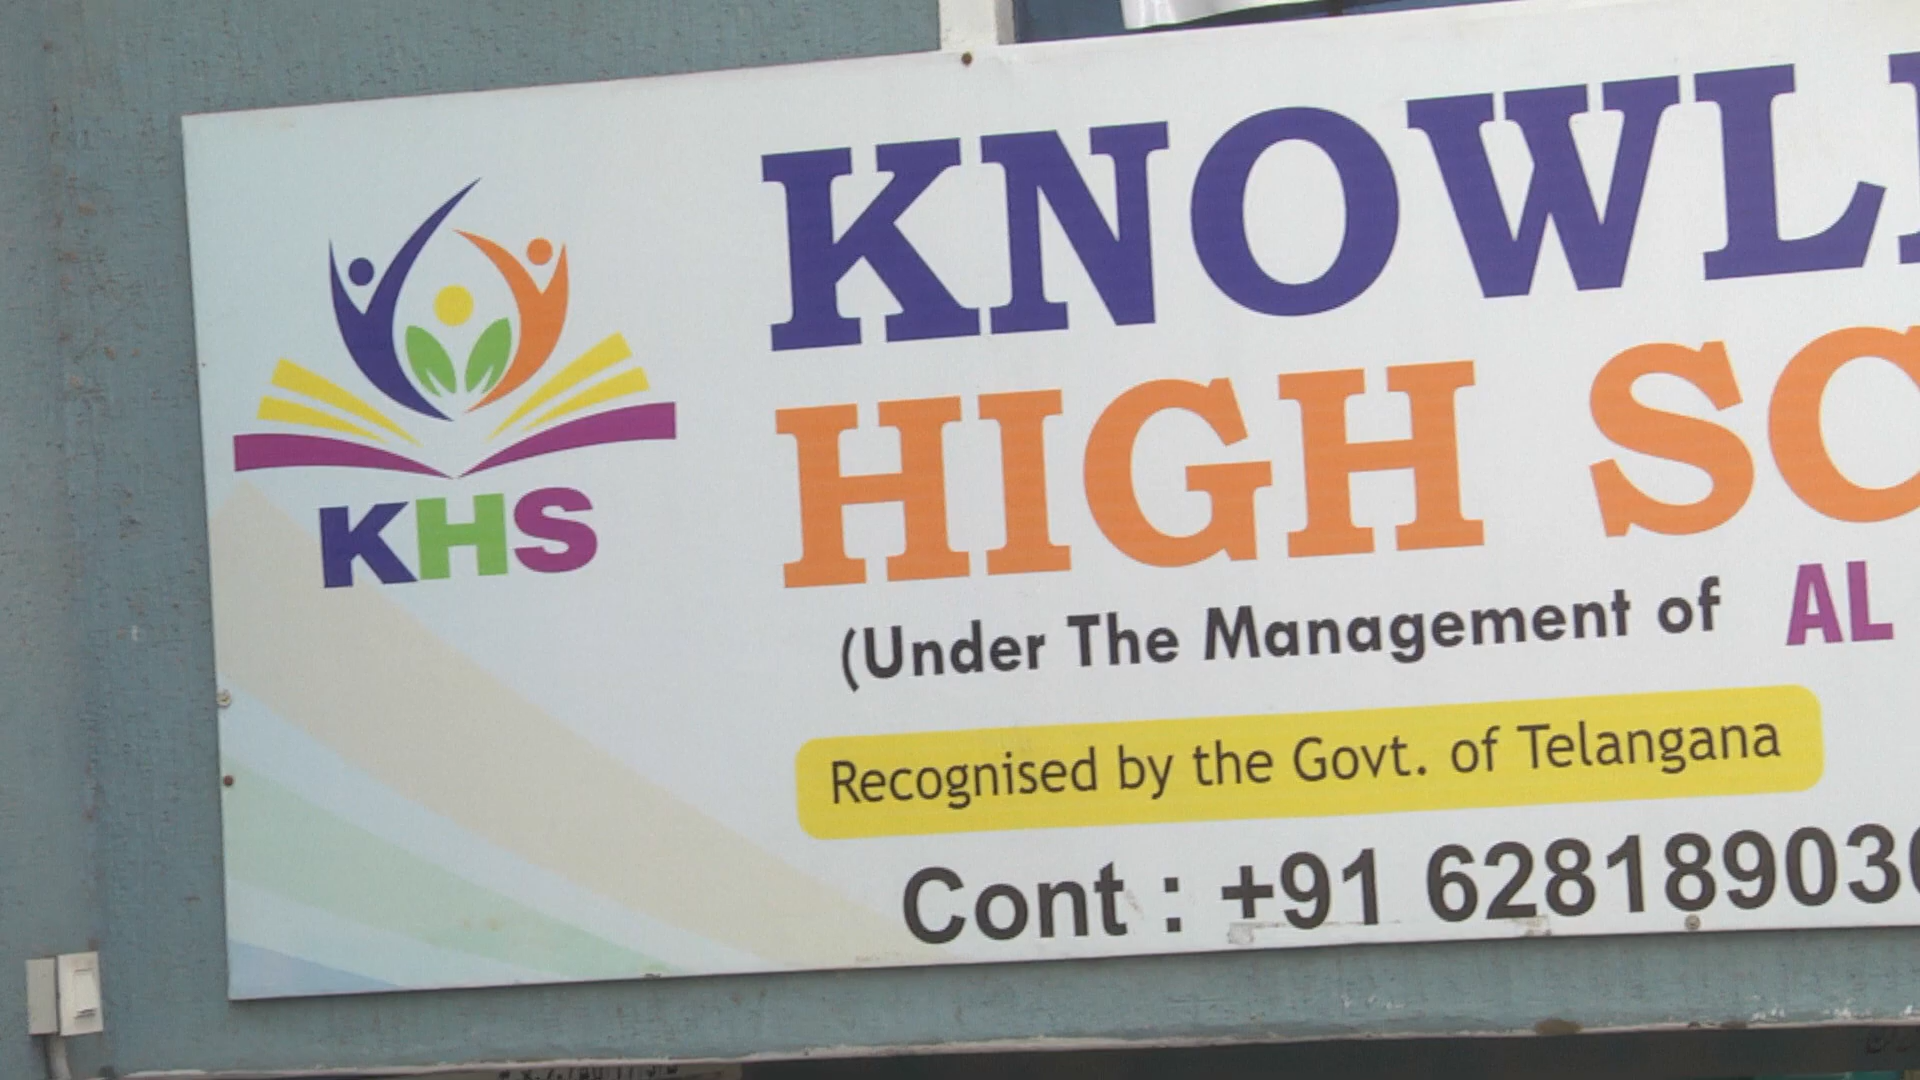 KHS
KNOWL
HIGH SC
(Under The Management of AL
Recognised by the Govt. of Telangana
Cont : +91 628189030